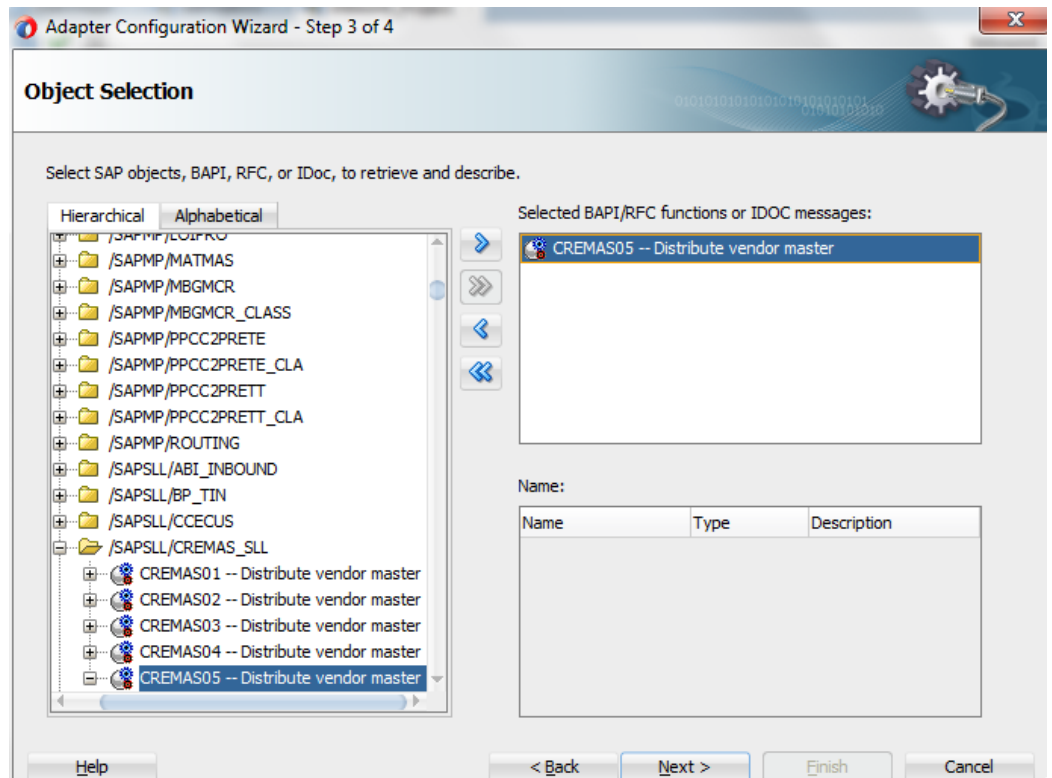 Adapter Configuration Wizard - Step 3 of 4
Object Selection
Select SAP objects, BAPI, RFC, or IDoc, to retrieve and describe.
Hierarchical Alphabetical
/SAPMP/LOIPRO
/SAPMP/MATMAS
/SAPMP/MBGMCR
/SAPMP/MBGMCR_CLASS
/SAPMP/PPCC2PRETE
/SAPMP/PPCC2PRETE_CLA
/SAPMP/PPCC2PRETT
/SAPMP/PPCC2PRETT_CLA
/SAPMP/ROUTING
/SAPSLL/ABI_INBOUND
/SAPSLL/BP_TIN
/SAPSLL/CCECUS
/SAPSLL/CREMAS_SLL
CREMAS01 -- Distribute vendor master
CREMAS02 -- Distribute vendor master
CREMAS03 -- Distribute vendor master
CREMAS04 -- Distribute vendor master
CREMAS05 -- Distribute vendor master
Selected BAPI/RFC functions or IDOC messages:
CREMAS05 -- Distribute vendor master
Name:
Name Type Description
Help < Back Next > Finish Cancel